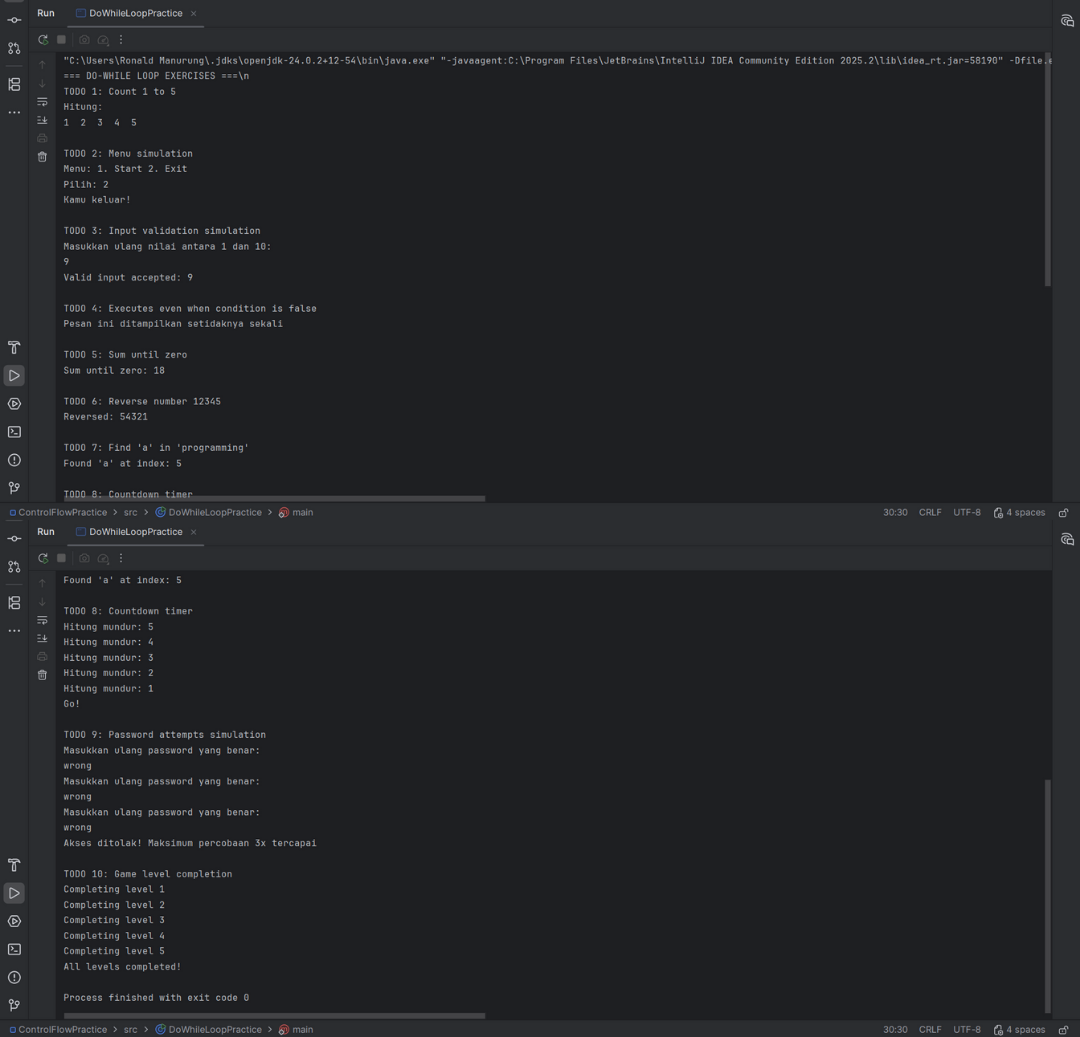 Run DoWhileLoopPractice ×
"C:\Users\Ronald Manurung\.jdks\openjdk-24.0.2+12-54\bin\java.exe" "-javaagent:C:\Program Files\JetBrains\IntelliJ IDEA Community Edition 2025.2\lib\idea_rt.jar=58190" -Dfile.e
=== DO-WHILE LOOP EXERCISES ===\n
TODO 1: Count 1 to 5
Hitung:
1 2 3 4 5
TODO 2: Menu simulation
Menu: 1. Start 2. Exit
Pilih: 2
Kamu keluar!
TODO 3: Input validation simulation
Masukkan ulang nilai antara 1 dan 10:
9
Valid input accepted: 9
TODO 4: Executes even when condition is false
Pesan ini ditampilkan setidaknya sekali
TODO 5: Sum until zero
Sum until zero: 18
TODO 6: Reverse number 12345
Reversed: 54321
TODO 7: Find 'a' in 'programming'
Found 'a' at index: 5
TODO 8: Countdown timer
ControlFlowPractice > src > DoWhileLoopPractice > main 30:30 CRLF UTF-8 4 spaces
Run DoWhileLoopPractice ×
Found 'a' at index: 5
TODO 8: Countdown timer
Hitung mundur: 5
Hitung mundur: 4
Hitung mundur: 3
Hitung mundur: 2
Hitung mundur: 1
Go!
TODO 9: Password attempts simulation
Masukkan ulang password yang benar:
wrong
Masukkan ulang password yang benar:
wrong
Masukkan ulang password yang benar:
wrong
Akses ditolak! Maksimum percobaan 3x tercapai
TODO 10: Game level completion
Completing level 1
Completing level 2
Completing level 3
Completing level 4
Completing level 5
All levels completed!
Process finished with exit code 0
ControlFlowPractice > src > DoWhileLoopPractice > main 30:30 CRLF UTF-8 4 spaces